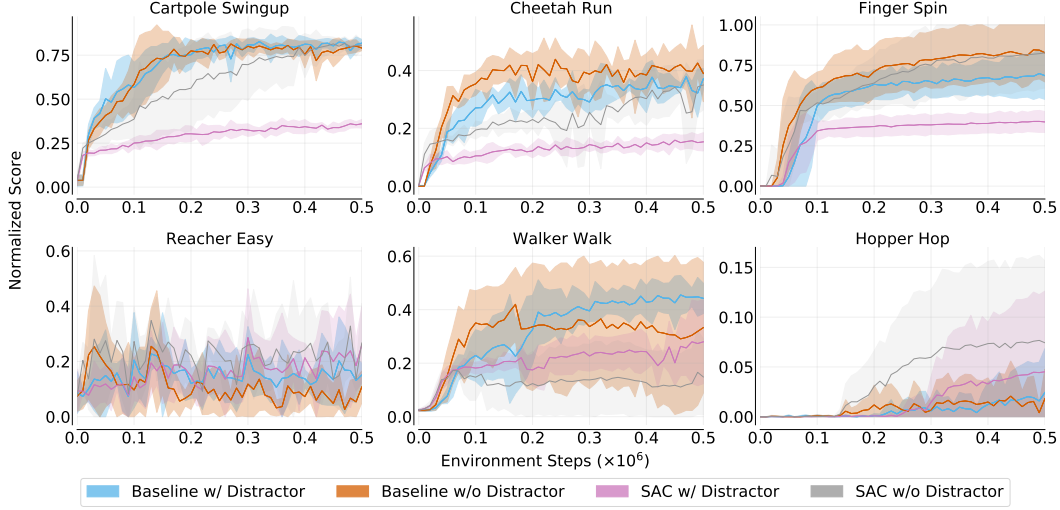 Cartpole Swingup
Cheetah Run
Finger Spin
Normalized Score
0.75
0.50
0.25
0.00
0.0 0.1 0.2 0.3 0.4 0.5
0.4
0.2
0.0
0.0 0.1 0.2 0.3 0.4 0.5
1.00
0.75
0.50
0.25
0.00
0.0 0.1 0.2 0.3 0.4 0.5
Reacher Easy
Walker Walk
Hopper Hop
0.6
0.4
0.2
0.0
0.0 0.1 0.2 0.3 0.4 0.5
0.6
0.4
0.2
0.0
0.0 0.1 0.2 0.3 0.4 0.5
0.15
0.10
0.05
0.00
0.0 0.1 0.2 0.3 0.4 0.5
Environment Steps (×10⁶)
Baseline w/ Distractor
Baseline w/o Distractor
SAC w/ Distractor
SAC w/o Distractor